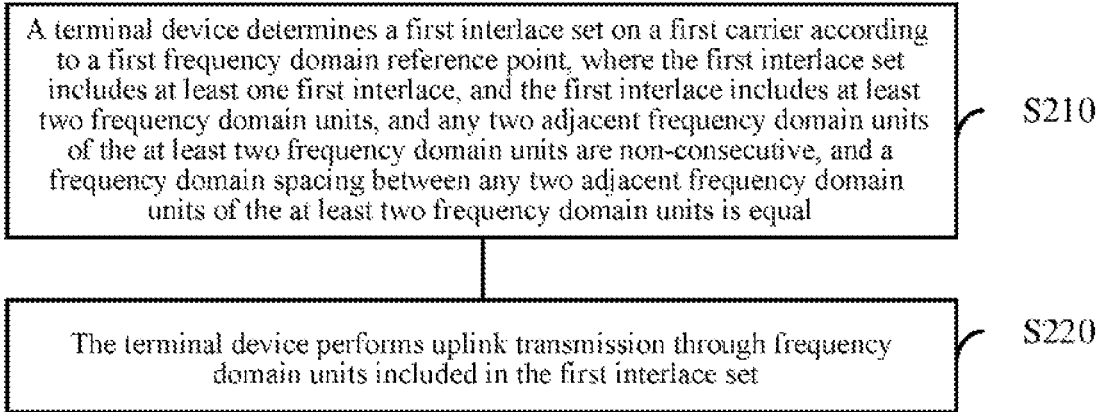 A terminal device determines a first interlace set on a first carrier according
to a first frequency domain reference point, where the first interlace set
includes at least one first interlace, and the first interlace includes at least
two frequency domain units, and any two adjacent frequency domain units
of the at least two frequency domain units are non-consecutive, and a
frequency domain spacing between any two adjacent frequency domain
units of the at least two frequency domain units is equal
S210
The terminal device performs uplink transmission through frequency
domain units included in the first interlace set
S220